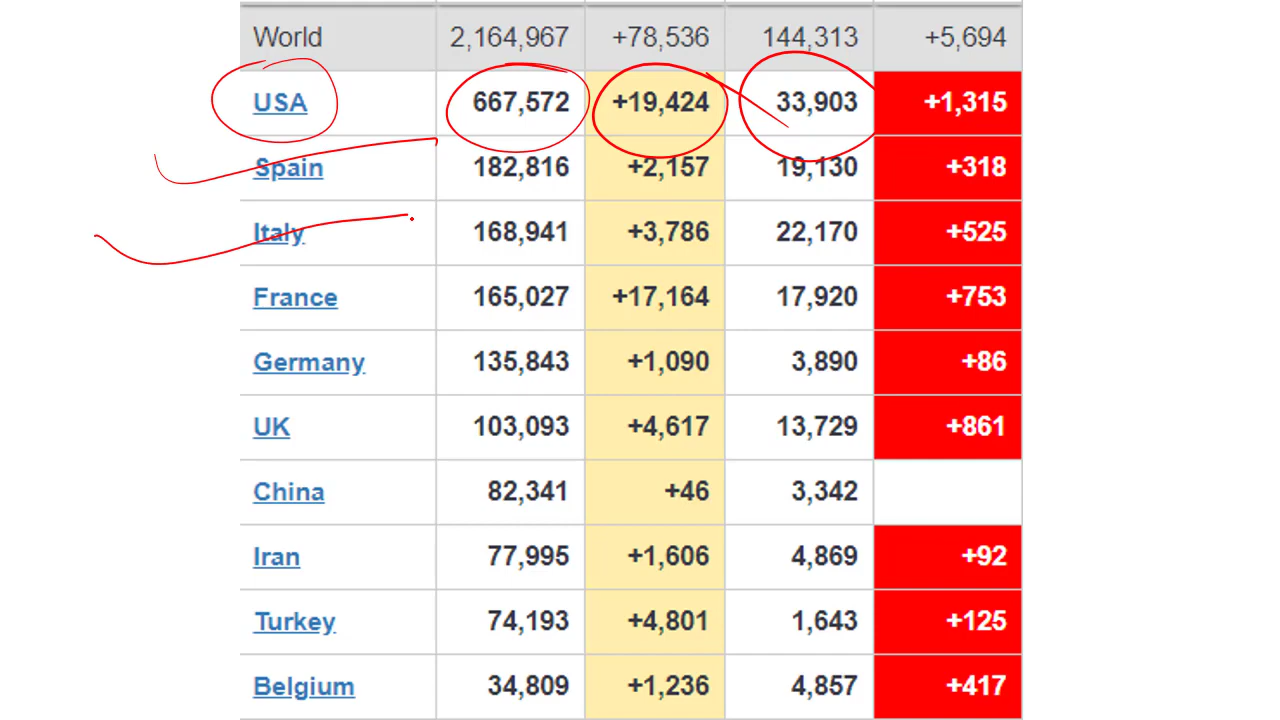 World 2,164,967 +78,536 144,313 +5,694
USA 667,572 +19,424 33,903 +1,315
Spain 182,816 +2,157 19,130 +318
Italy 168,941 +3,786 22,170 +525
France 165,027 +17,164 17,920 +753
Germany 135,843 +1,090 3,890 +86
UK 103,093 +4,617 13,729 +861
China 82,341 +46 3,342
Iran 77,995 +1,606 4,869 +92
Turkey 74,193 +4,801 1,643 +125
Belgium 34,809 +1,236 4,857 +417